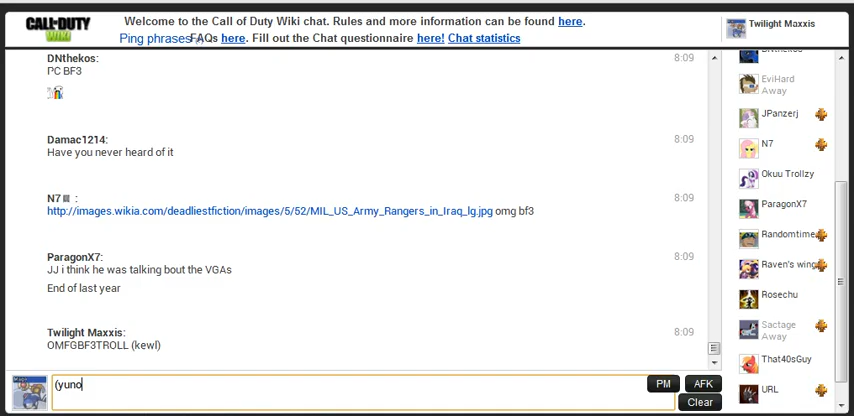 CALL OF DUTY
WIKI
Welcome to the Call of Duty Wiki chat. Rules and more information can be found here.
Ping phrases FAQs here. Fill out the Chat questionnaire here! Chat statistics
Twilight Maxxis
DNthekos:
8:09
PC BF3
Damac1214:
8:09
Have you never heard of it
N7 :
8:09
http://images.wikia.com/deadliestfiction/images/5/52/MIL_US_Army_Rangers_in_Iraq_lg.jpg omg bf3
ParagonX7:
8:09
JJ i think he was talking bout the VGAs
End of last year
Twilight Maxxis:
8:09
OMFGBF3TROLL (kewl)
(yuno
PM
AFK
Clear
DNthekos
EviHard
Away
JPanzerj
N7
Okuu Trollzy
ParagonX7
Randomtime
Raven's wing
Rosechu
Sactage
Away
That40sGuy
URL